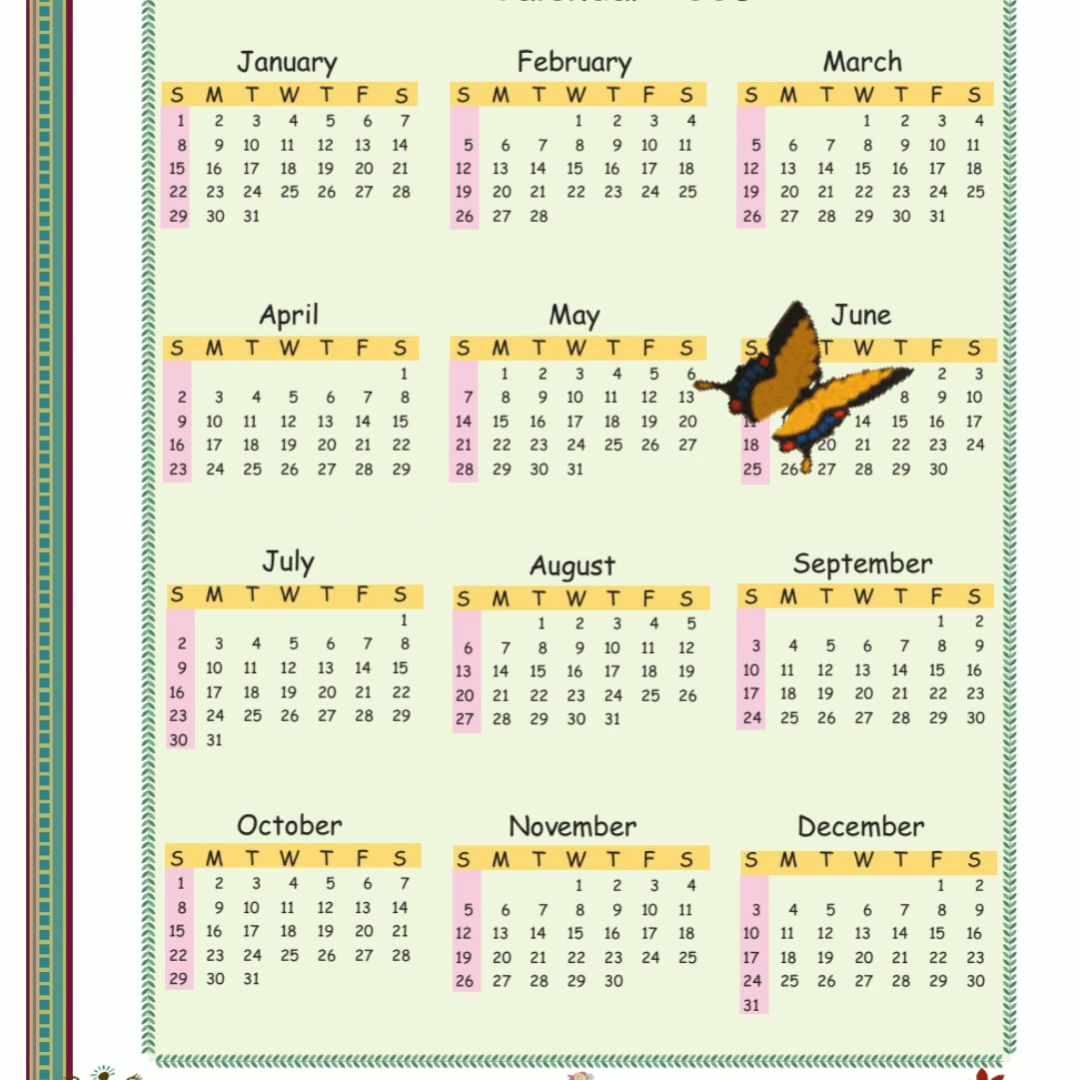 January
S M T W T F S
1 2 3 4 5 6 7
8 9 10 11 12 13 14
15 16 17 18 19 20 21
22 23 24 25 26 27 28
29 30 31
February
S M T W T F S
1 2 3 4
5 6 7 8 9 10 11
12 13 14 15 16 17 18
19 20 21 22 23 24 25
26 27 28
March
S M T W T F S
1 2 3 4
5 6 7 8 9 10 11
12 13 14 15 16 17 18
19 20 21 22 23 24 25
26 27 28 29 30 31
April
S M T W T F S
1
2 3 4 5 6 7 8
9 10 11 12 13 14 15
16 17 18 19 20 21 22
23 24 25 26 27 28 29
May
S M T W T F S
1 2 3 4 5 6
7 8 9 10 11 12 13
14 15 16 17 18 19 20
21 22 23 24 25 26 27
28 29 30 31
June
S T W T F S
2 3
8 9 10
11 14 15 16 17
18 20 21 22 23 24
25 26 27 28 29 30
July
S M T W T F S
1
2 3 4 5 6 7 8
9 10 11 12 13 14 15
16 17 18 19 20 21 22
23 24 25 26 27 28 29
30 31
August
S M T W T F S
1 2 3 4 5
6 7 8 9 10 11 12
13 14 15 16 17 18 19
20 21 22 23 24 25 26
27 28 29 30 31
September
S M T W T F S
1 2
3 4 5 6 7 8 9
10 11 12 13 14 15 16
17 18 19 20 21 22 23
24 25 26 27 28 29 30
October
S M T W T F S
1 2 3 4 5 6 7
8 9 10 11 12 13 14
15 16 17 18 19 20 21
22 23 24 25 26 27 28
29 30 31
November
S M T W T F S
1 2 3 4
5 6 7 8 9 10 11
12 13 14 15 16 17 18
19 20 21 22 23 24 25
26 27 28 29 30
December
S M T W T F S
1 2
3 4 5 6 7 8 9
10 11 12 13 14 15 16
17 18 19 20 21 22 23
24 25 26 27 28 29 30
31